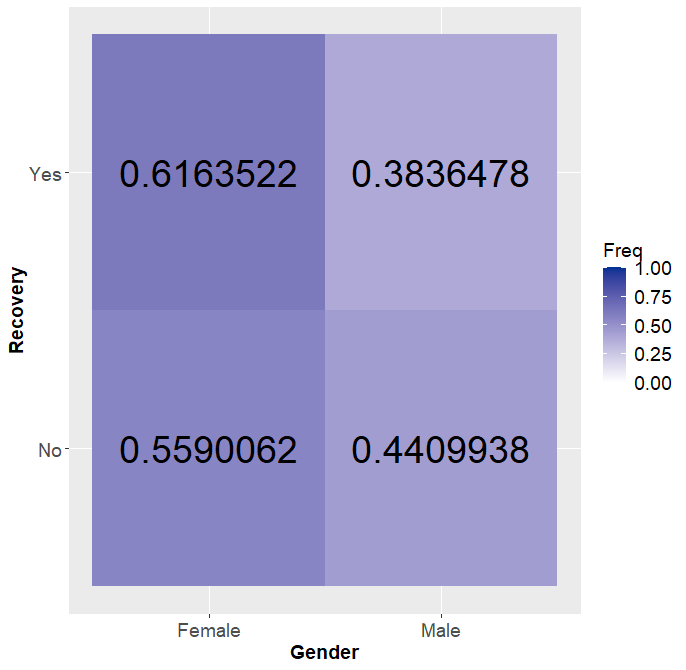 Recovery
Yes
No
0.6163522 0.3836478
0.5590062 0.4409938
Female Male
Gender
Freq
1.00
0.75
0.50
0.25
0.00